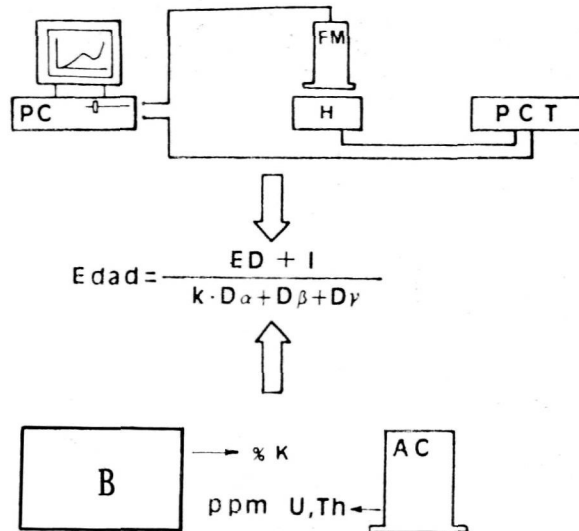 FM
PC
H
PCT
Edad = ED + I
k · Dα + Dβ + Dγ
B
% K
AC
ppm U,Th